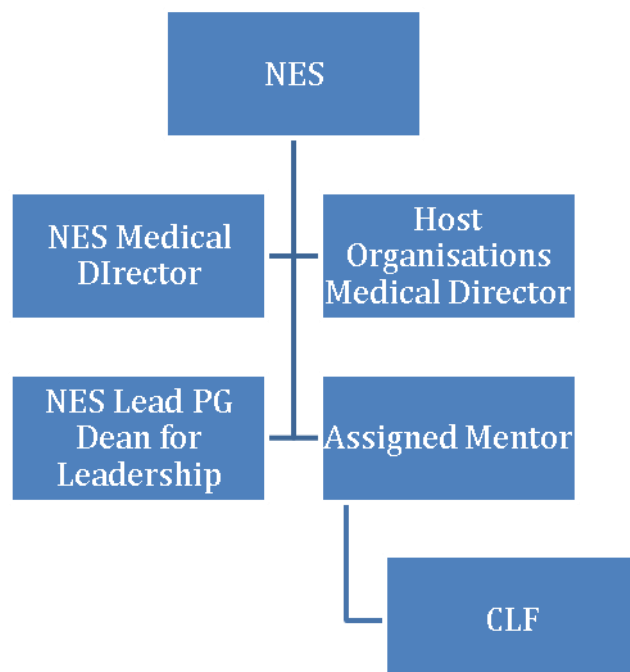 NES
NES Medical
DIrector
Host
Organisations
Medical Director
NES Lead PG
Dean for
Leadership
Assigned Mentor
CLF